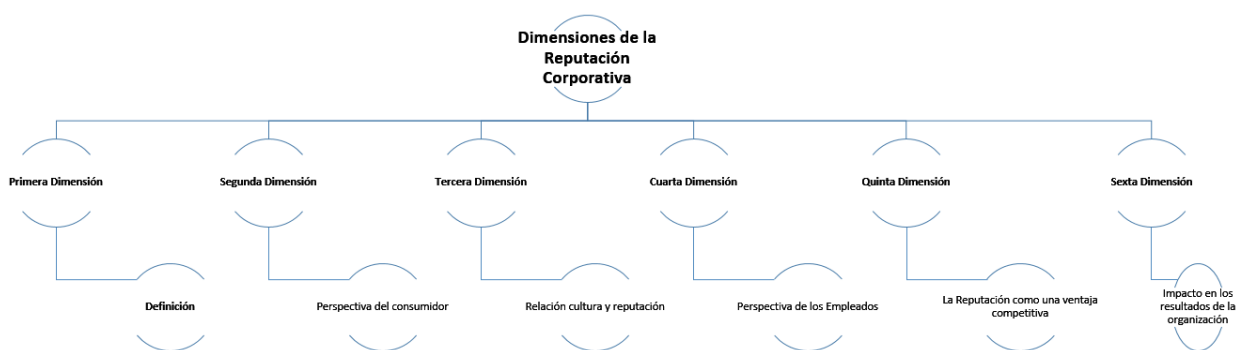 Dimensiones de la
Reputación
Corporativa
Primera Dimensión
Segunda Dimensión
Tercera Dimensión
Cuarta Dimensión
Quinta Dimensión
Sexta Dimensión
Definición
Perspectiva del consumidor
Relación cultura y reputación
Perspectiva de los Empleados
La Reputación como una ventaja
competitiva
Impacto en los
resultados de la
organización